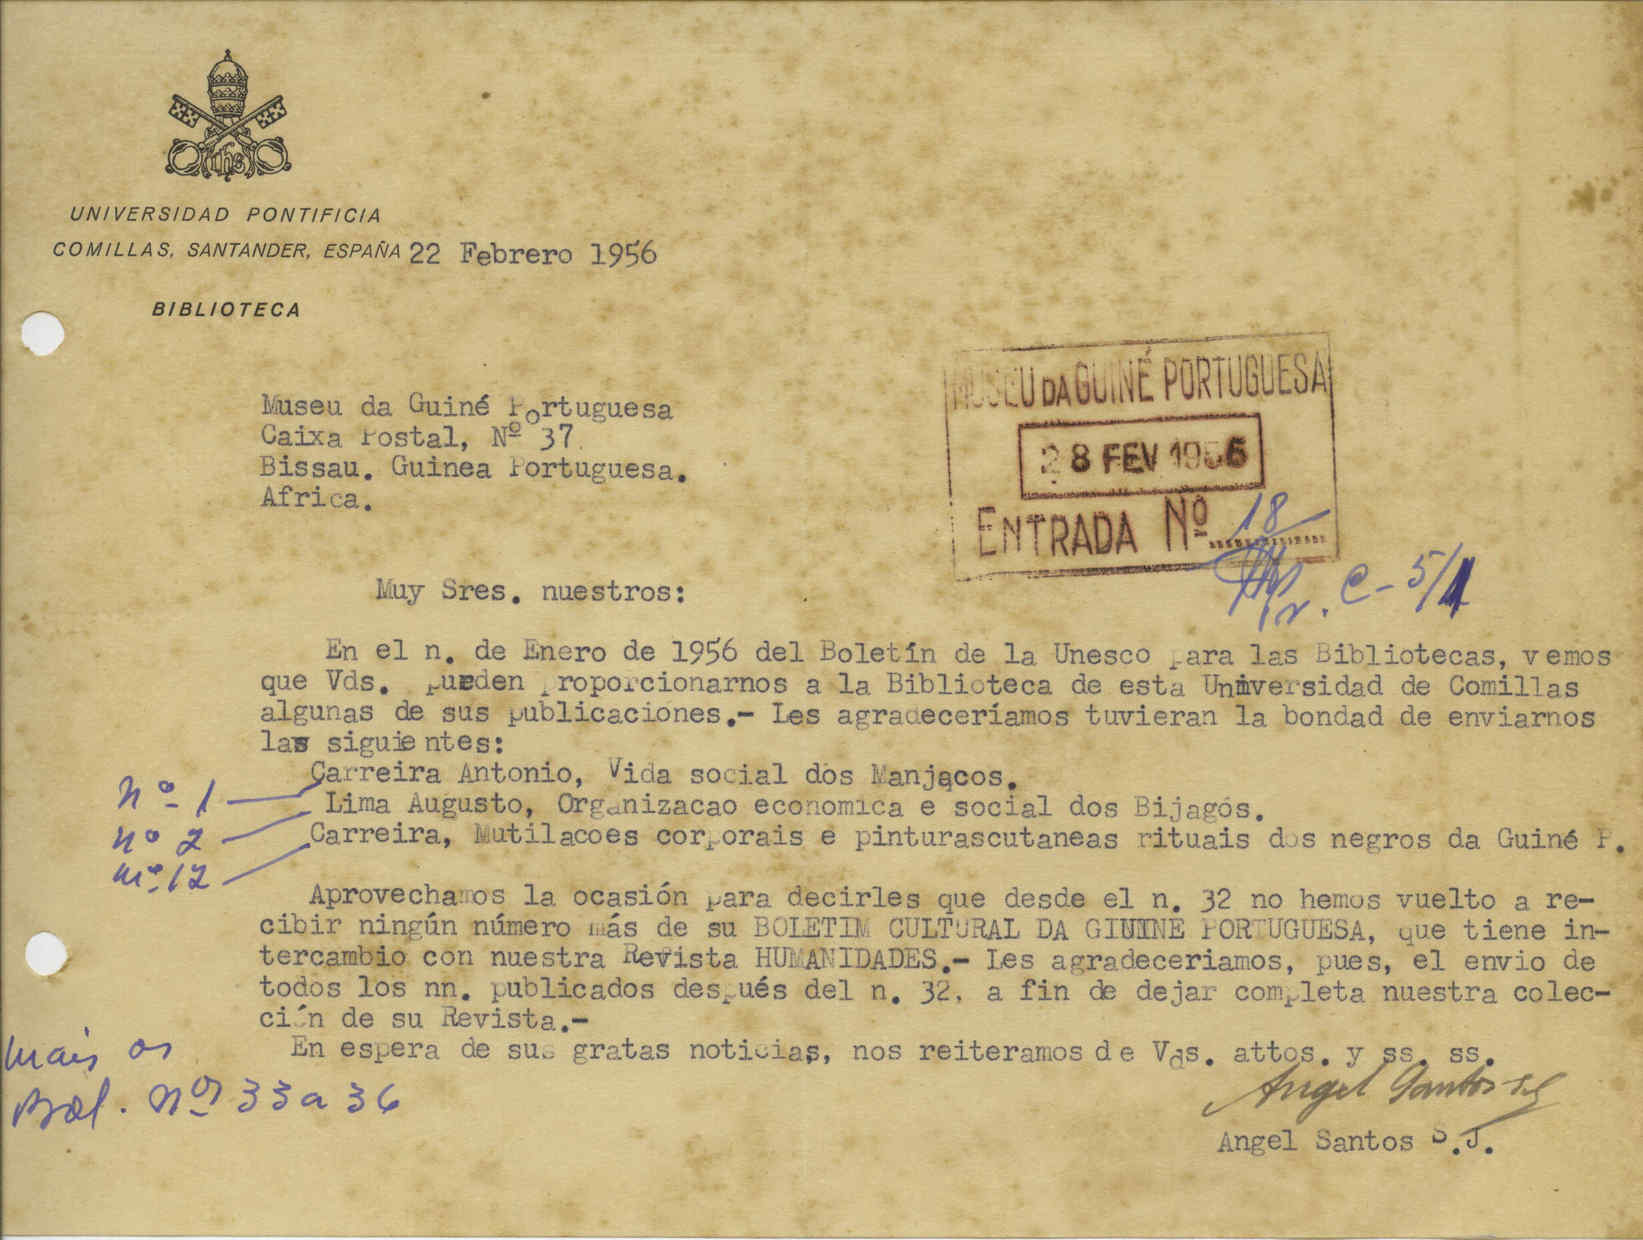 UNIVERSIDAD PONTIFICIA
COMILLAS, SANTANDER, ESPAÑA 22 Febrero 1956
BIBLIOTECA
MUSEU DA GUINÉ PORTUGUESA
28 FEV 1956
ENTRADA Nº 18
C-5/1
Museu da Guiné Portuguesa
Caixa Postal, Nº 37.
Bissau. Guinea Portuguesa.
Africa.
Muy Sres. nuestros:
En el n. de Enero de 1956 del Boletín de la Unesco para las Bibliotecas, vemos
que Vds. pueden proporcionarnos a la Biblioteca de esta Universidad de Comillas
algunas de sus publicaciones.- Les agradeceríamos tuvieran la bondad de enviarnos
las siguientes:
nº-1 Carreira Antonio, Vida social dos Manjacos.
nº 2 Lima Augusto, Organizacao economica e social dos Bijagós.
nº-12 Carreira, Mutilacoes corporais e pinturascutaneas rituais dos negros da Guiné P.
Aprovechamos la ocasión para decirles que desde el n. 32 no hemos vuelto a re-
cibir ningún número más de su BOLETIM CULTURAL DA GIUINE PORTUGUESA, que tiene in-
tercambio con nuestra Revista HUMANIDADES.- Les agradeceriamos, pues, el envio de
todos los nn. publicados después del n. 32, a fin de dejar completa nuestra colec-
ción de su Revista.-
En espera de sus gratas noticias, nos reiteramos de Vds. attos. y ss. ss.
mais os
Bol. Nos 33 a 36
Angel Santos S.J.
Angel Santos S.J.